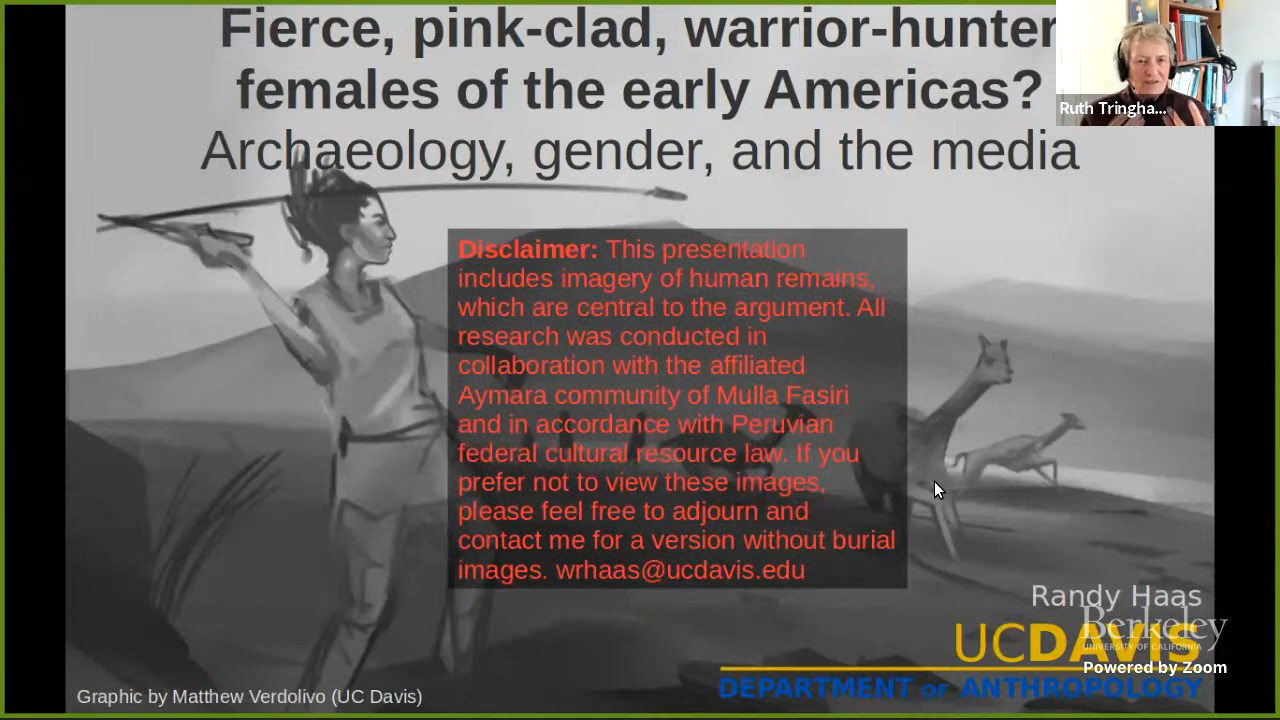 Fierce, pink-clad, warrior-hunter
females of the early Americas?
Archaeology, gender, and the media
Ruth Tringha...
Disclaimer: This presentation
includes imagery of human remains,
which are central to the argument. All
research was conducted in
collaboration with the affiliated
Aymara community of Mulla Fasiri
and in accordance with Peruvian
federal cultural resource law. If you
prefer not to view these images,
please feel free to adjourn and
contact me for a version without burial
images. wrhaas@ucdavis.edu
Randy Haas
UCDAVIS
DEPARTMENT OF ANTHROPOLOGY
Berkeley
UNIVERSITY OF CALIFORNIA
Powered by Zoom
Graphic by Matthew Verdolivo (UC Davis)